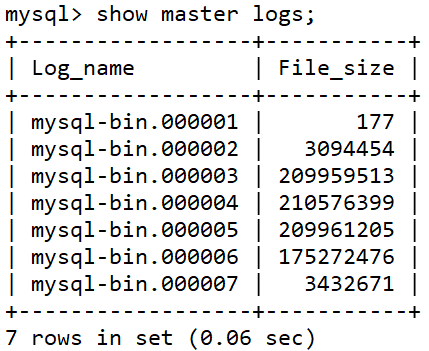 mysql> show master logs;
+------------------+-----------+
| Log_name         | File_size |
+------------------+-----------+
| mysql-bin.000001 |       177 |
| mysql-bin.000002 |   3094454 |
| mysql-bin.000003 | 209959513 |
| mysql-bin.000004 | 210576399 |
| mysql-bin.000005 | 209961205 |
| mysql-bin.000006 | 175272476 |
| mysql-bin.000007 |   3432671 |
+------------------+-----------+
7 rows in set (0.06 sec)